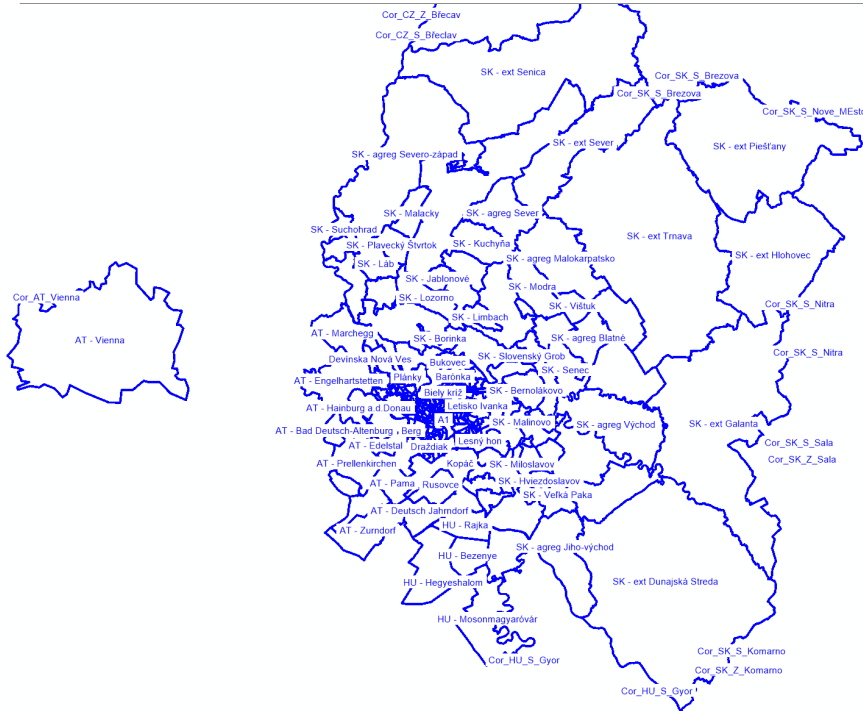 Cor_CZ_Z_Břecav
Cor_CZ_S_Břeclav
SK - ext Senica
Cor_SK_S_Brezova
Cor_SK_S_Brezova
Cor_SK_S_Nove_MEsto
SK - ext Sever
SK - ext Piešťany
SK - agreg Severo-západ
SK - Malacky
SK - agreg Sever
SK - Suchohrad
SK - Plavecký Štvrtok
SK - Kuchyňa
SK - ext Trnava
SK - ext Hlohovec
SK - Láb
SK - agreg Malokarpatsko
SK - Jablonové
SK - Modra
Cor_AT_Vienna
SK - Lozorno
SK - Vištuk
Cor_SK_S_Nitra
SK - Limbach
AT - Marchegg
AT - Vienna
SK - Borinka
SK - agreg Blatné
Cor_SK_S_Nitra
Devínska Nová Ves
Bukovec
SK - Slovenský Grob
SK - Senec
AT - Engelhartstetten
Plánky
Barónka
Biely kríž
SK - Bernolákovo
AT - Hainburg a.d.Donau
Letisko Ivanka
A1
SK - Malinovo
SK - agreg Východ
SK - ext Galanta
AT - Bad Deutsch-Altenburg
Berg
Lesný hon
Cor_SK_S_Sala
AT - Edelstal
Draždiak
Cor_SK_Z_Sala
AT - Prellenkirchen
Kopáč
SK - Miloslavov
AT - Pama
Rusovce
SK - Hviezdoslavov
SK - Veľká Paka
AT - Deutsch Jahrndorf
AT - Zurndorf
HU - Rajka
SK - agreg Jiho-východ
HU - Bezenye
HU - Hegyeshalom
SK - ext Dunajská Streda
HU - Mosonmagyaróvár
Cor_SK_S_Komarno
Cor_HU_S_Gyor
Cor_SK_Z_Komarno
Cor_HU_S_Gyor